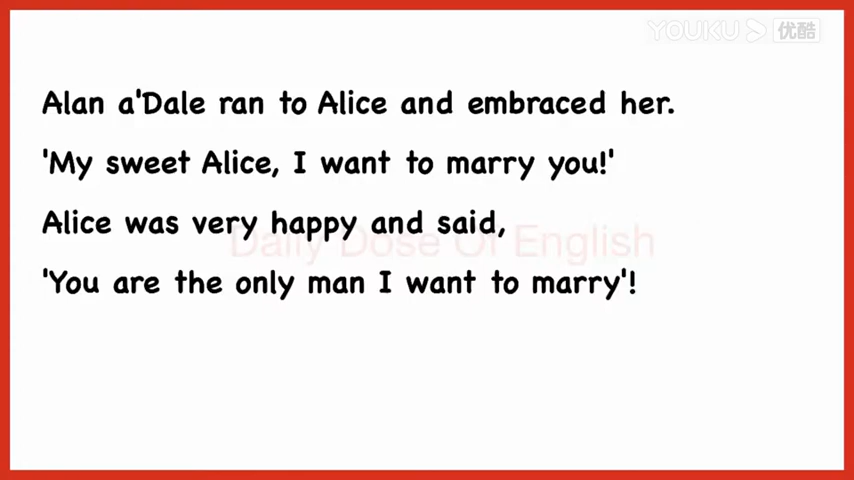 YOUKU 优酷
Alan a'Dale ran to Alice and embraced her.
'My sweet Alice, I want to marry you!'
Alice was very happy and said,
Daily Dose Of English
'You are the only man I want to marry'!